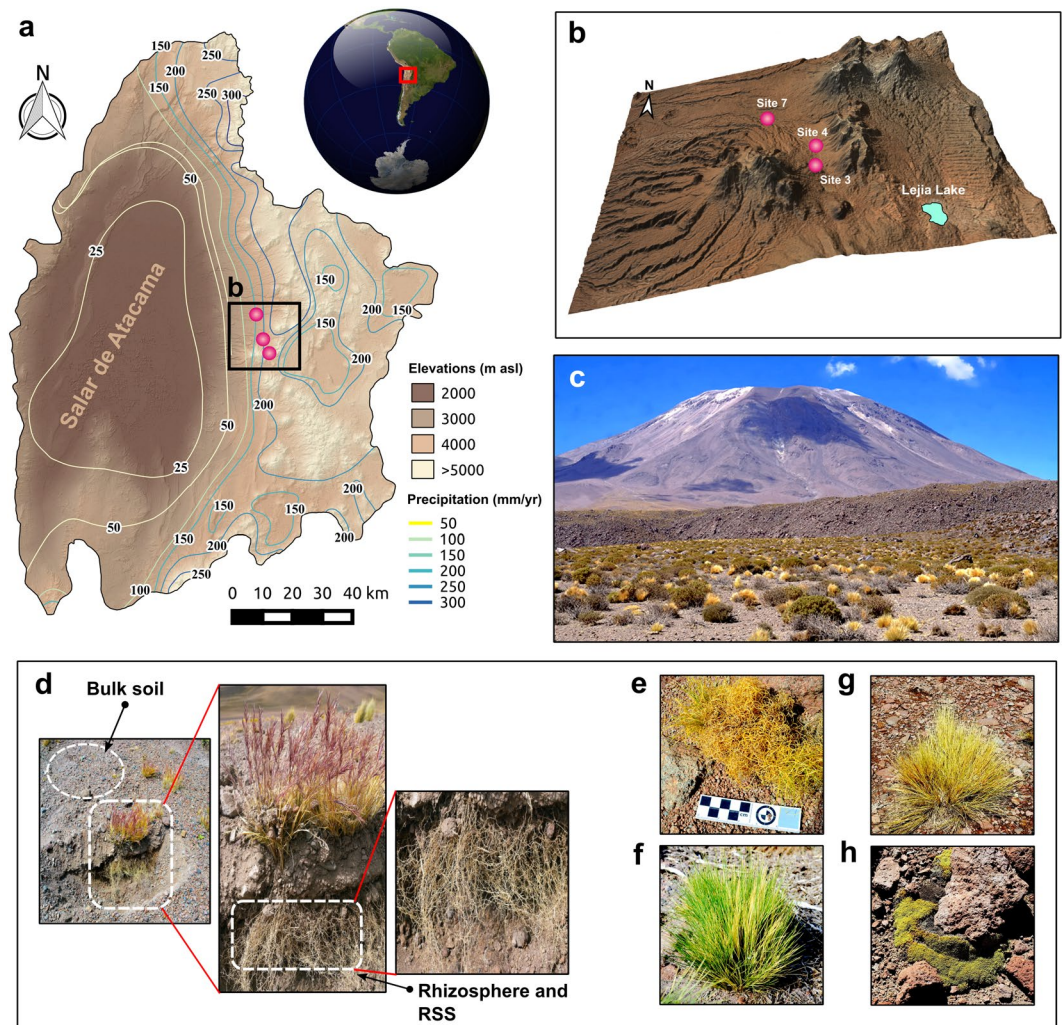 a
N
150
200
250
150
250
300
50
25
150
200
150
b
150
200
200
Salar de Atacama
200
50
25
50
150
150
200
200
200
100
250
Elevations (m asl)
2000
3000
4000
>5000
Precipitation (mm/yr)
50
100
150
200
250
300
0 20 40 km
b
N
Site 7
Site 4
Site 3
Lejia Lake
c
d
Bulk soil
Rhizosphere and
RSS
e
cm
g
f
h